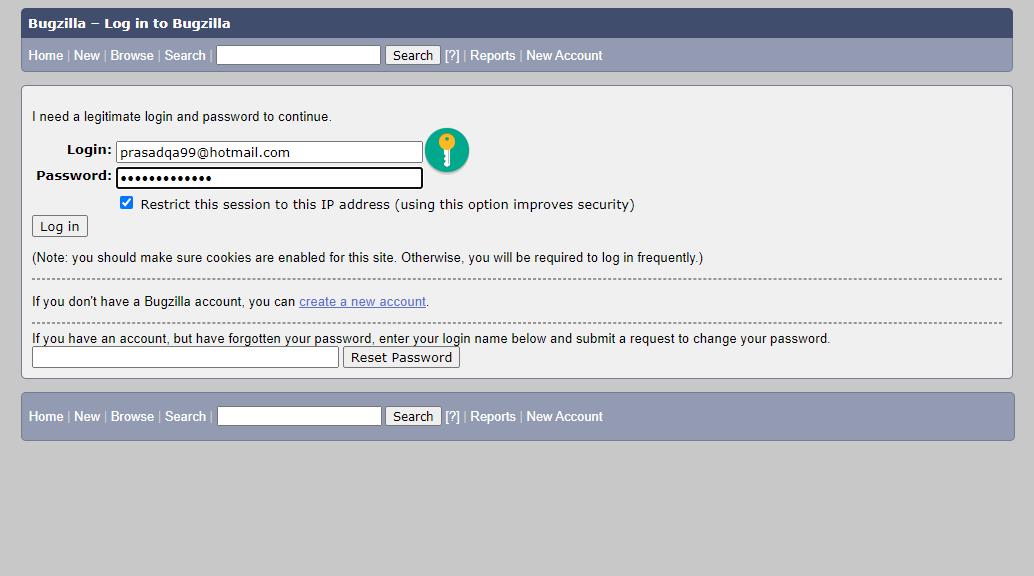 Bugzilla – Log in to Bugzilla
Home | New | Browse | Search | Search [?] | Reports | New Account
I need a legitimate login and password to continue.
Login: prasadqa99@hotmail.com
Password: •••••••••••••
Restrict this session to this IP address (using this option improves security)
Log in
(Note: you should make sure cookies are enabled for this site. Otherwise, you will be required to log in frequently.)
If you don't have a Bugzilla account, you can create a new account.
If you have an account, but have forgotten your password, enter your login name below and submit a request to change your password.
Reset Password
Home | New | Browse | Search | Search [?] | Reports | New Account